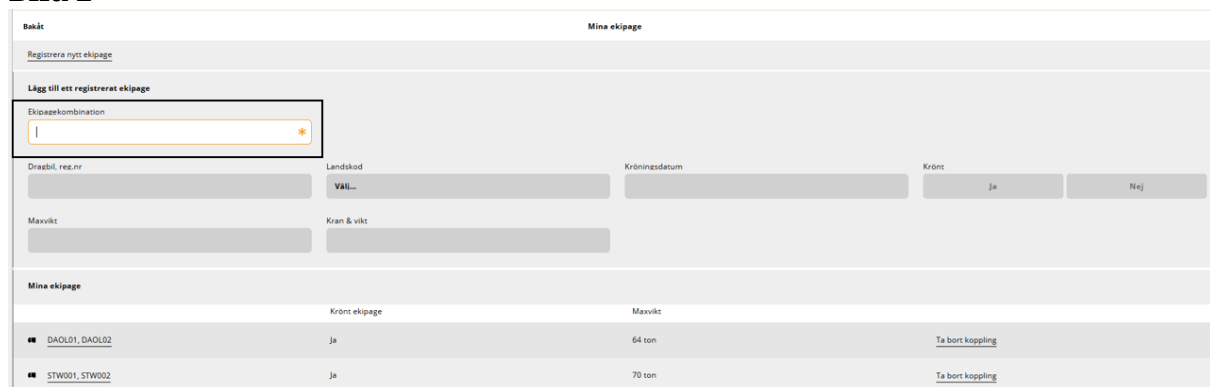 Bakåt Mina ekipage
Registrera nytt ekipage
Lägg till ett registrerat ekipage
Ekipagekombination
*
Dragbil, reg.nr Landskod Kröningsdatum Krönt
Välj... Ja Nej
Maxvikt Kran & vikt
Mina ekipage
Krönt ekipage Maxvikt
DAOL01, DAOL02 Ja 64 ton Ta bort koppling
STW001, STW002 Ja 70 ton Ta bort koppling